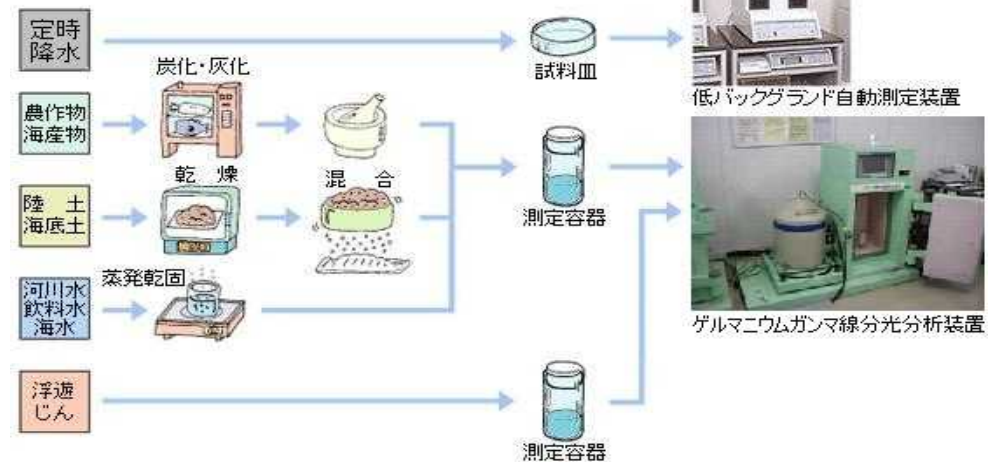 定時
降水
試料皿
低バックグランド自動測定装置
炭化・灰化
農作物
海産物
乾 燥
混 合
陸 土
海底土
測定容器
蒸発乾固
河川水
飲料水
海水
ゲルマニウムガンマ線分光分析装置
浮遊
じん
測定容器